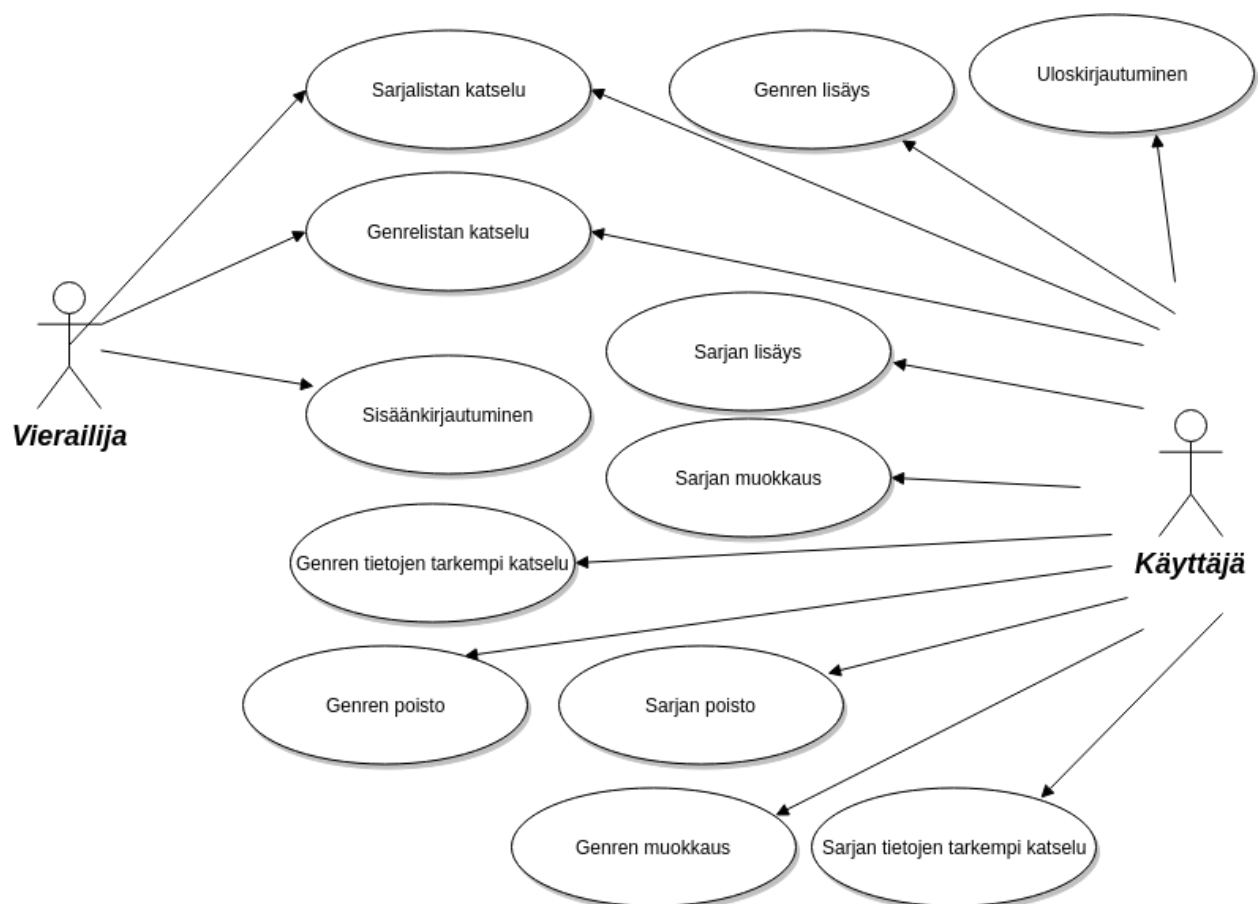 Uloskirjautuminen
Sarjalistan katselu
Genren lisäys
Genrelistan katselu
Sarjan lisäys
Sisäänkirjautuminen
Vierailija
Sarjan muokkaus
Genren tietojen tarkempi katselu
Käyttäjä
Genren poisto
Sarjan poisto
Genren muokkaus
Sarjan tietojen tarkempi katselu